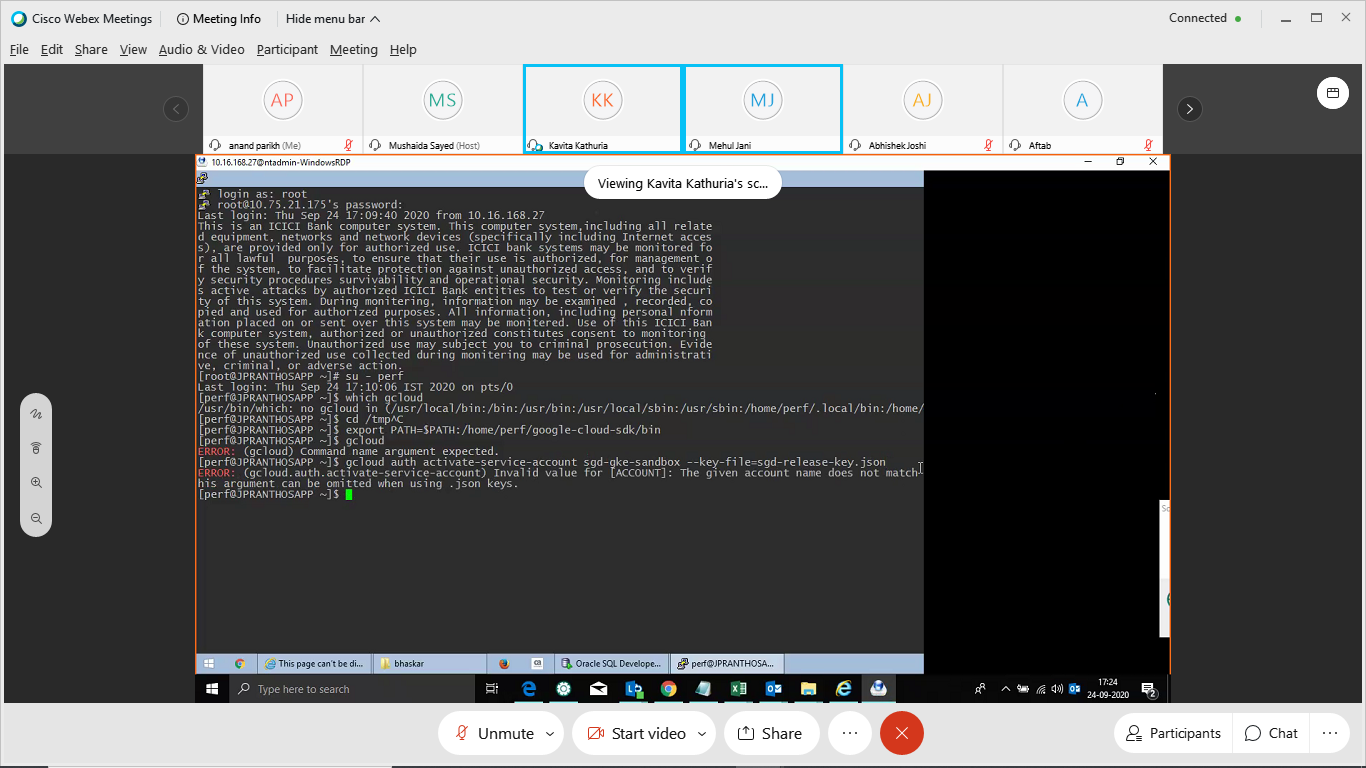 Cisco Webex Meetings
Meeting Info
Hide menu bar
Connected
File Edit Share View Audio & Video Participant Meeting Help
AP
MS
KK
MJ
AJ
A
anand parikh (Me)
Mushaida Sayed (Host)
Kavita Kathuria
Mehul Jani
Abhishek Joshi
Aftab
10.16.168.27@ntadmin-WindowsRDP
Viewing Kavita Kathuria's sc...
login as: root
root@10.75.21.175's password:
Last login: Thu Sep 24 17:09:40 2020 from 10.16.168.27
This is an ICICI Bank computer system. This computer system,including all relate
d equipment, networks and network devices (specifically including Internet acces
s), are provided only for authorized use. ICICI bank systems may be monitored fo
r all lawful  purposes, to ensure that their use is authorized, for management o
f the system, to facilitate protection against unauthorized access, and to verif
y security procedures survivability and operational security. Monitoring include
s active  attacks by authorized ICICI Bank entities to test or verify the securi
ty of this system. During monitoring, information may be examined , recorded, co
pied and used for authorized purposes. All information, including personal nform
ation placed on or sent over this system may be monitered. Use of this ICICI Ban
k computer system, authorized or unauthorized constitutes consent to monitoring
of these system. Unauthorized use may subject you to criminal prosecution. Evide
nce of unauthorized use collected during monitoring may be used for administrati
ve, criminal, or adverse action.
[root@JPRANTHOSAPP ~]# su - perf
Last login: Thu Sep 24 17:10:06 IST 2020 on pts/0
[perf@JPRANTHOSAPP ~]$ which gcloud
/usr/bin/which: no gcloud in (/usr/local/bin:/bin:/usr/bin:/usr/local/sbin:/usr/sbin:/home/perf/.local/bin:/home/
[perf@JPRANTHOSAPP ~]$ cd /tmp^C
[perf@JPRANTHOSAPP ~]$ export PATH=$PATH:/home/perf/google-cloud-sdk/bin
[perf@JPRANTHOSAPP ~]$ gcloud
ERROR: (gcloud) Command name argument expected.
[perf@JPRANTHOSAPP ~]$ gcloud auth activate-service-account sgd-gke-sandbox --key-file=sgd-release-key.json
ERROR: (gcloud.auth.activate-service-account) Invalid value for [ACCOUNT]: The given account name does not match
his argument can be omitted when using .json keys.
[perf@JPRANTHOSAPP ~]$
This page can't be di...
bhaskar
Oracle SQL Develope...
perf@JPRANTHOSA...
Type here to search
17:24
24-09-2020
2
Unmute
Start video
Share
Participants
Chat